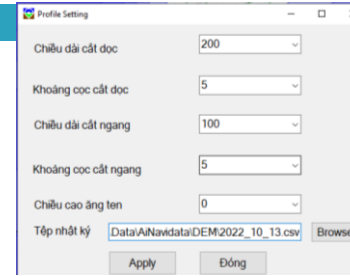 Profile Setting
Chiều dài cắt dọc 200
Khoảng cọc cắt dọc 5
Chiều dài cắt ngang 100
Khoảng cọc cắt ngang 5
Chiều cao ăng ten 0
Tệp nhật ký Data\AiNavidata\DEM\2022_10_13.csv Browse
Apply Đóng